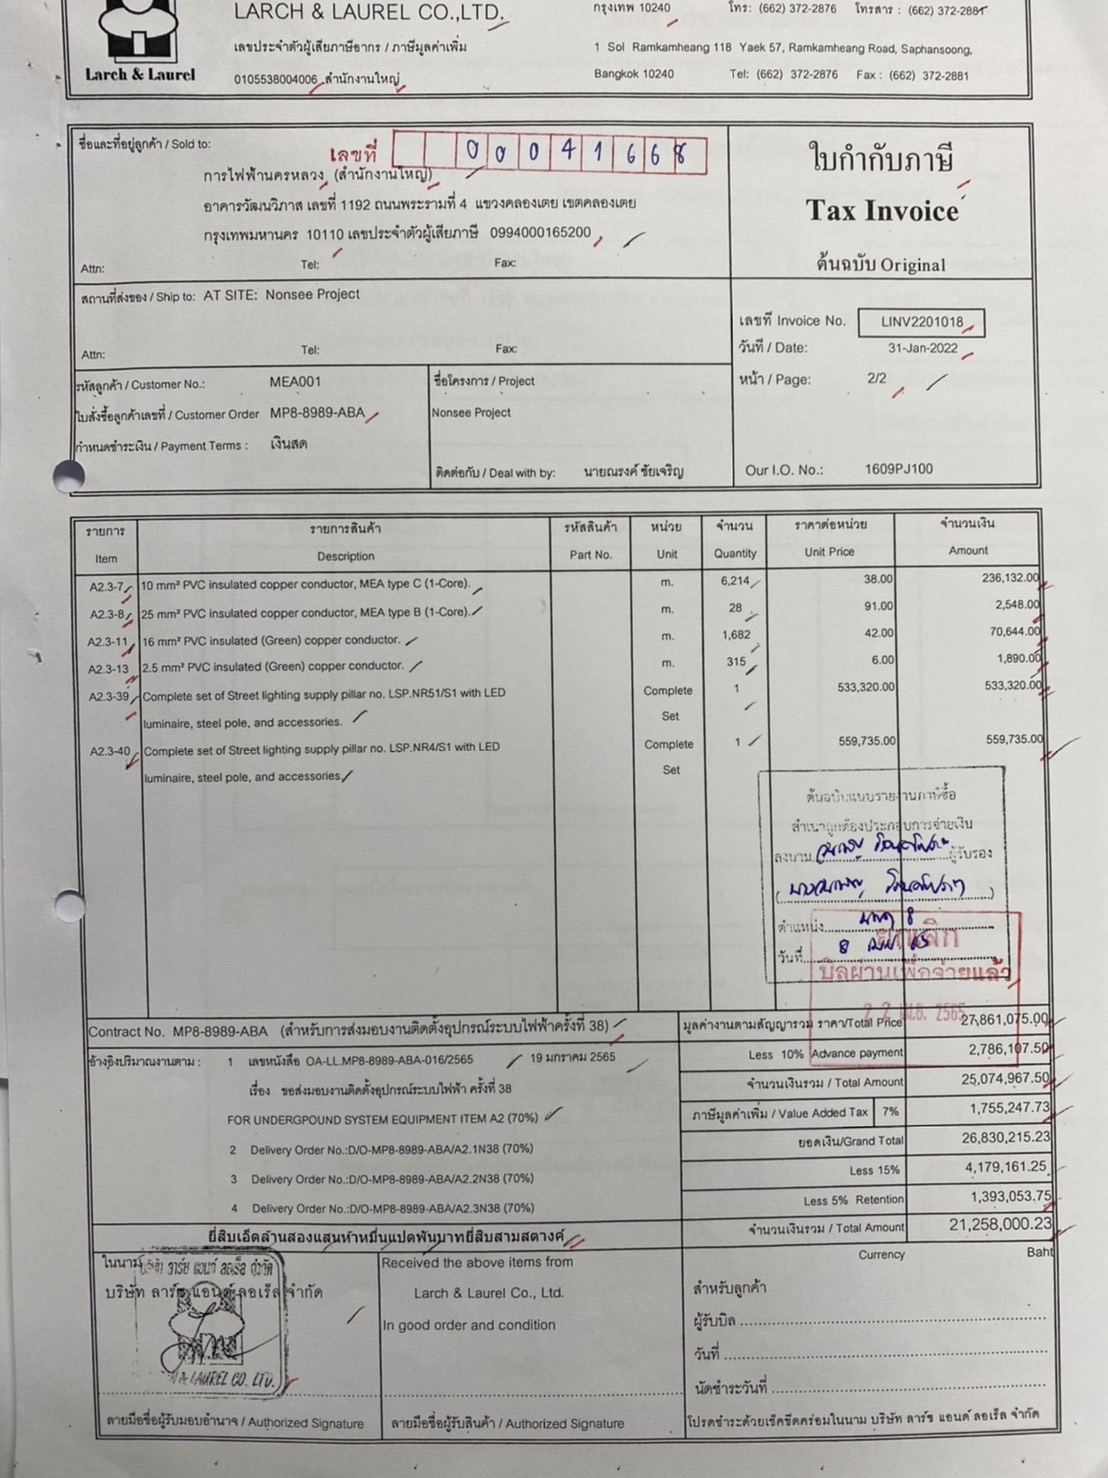 LARCH & LAUREL CO.,LTD.
กรุงเทพ 10240 โทร: (662) 372-2876 โทรสาร : (662) 372-2881
เลขประจำตัวผู้เสียภาษีอากร / ภาษีมูลค่าเพิ่ม
1 Soi Ramkamheang 118 Yaek 57, Ramkamheang Road, Saphansoong,
Larch & Laurel
0105538004006 สำนักงานใหญ่
Bangkok 10240 Tel: (662) 372-2876 Fax : (662) 372-2881
ชื่อและที่อยู่ลูกค้า / Sold to:
เลขที่ 00041668
การไฟฟ้านครหลวง (สำนักงานใหญ่)
อาคารวัฒนวิภาส เลขที่ 1192 ถนนพระรามที่ 4 แขวงคลองเตย เขตคลองเตย
กรุงเทพมหานคร 10110 เลขประจำตัวผู้เสียภาษี 0994000165200
Attn: Tel: Fax:
ใบกำกับภาษี
Tax Invoice
ต้นฉบับ Original
สถานที่ส่งของ / Ship to: AT SITE: Nonsee Project
Attn: Tel: Fax:
เลขที่ Invoice No. LINV2201018
วันที่ / Date: 31-Jan-2022
หน้า / Page: 2/2
รหัสลูกค้า / Customer No.: MEA001
ใบสั่งซื้อลูกค้าเลขที่ / Customer Order MP8-8989-ABA
กำหนดชำระเงิน / Payment Terms : เงินสด
ชื่อโครงการ / Project
Nonsee Project
ติดต่อกับ / Deal with by: นายณรงค์ ชัยเจริญ
Our I.O. No.: 1609PJ100
รายการ รายการสินค้า รหัสสินค้า หน่วย จำนวน ราคาต่อหน่วย จำนวนเงิน
Item Description Part No. Unit Quantity Unit Price Amount
A2.3-7 10 mm² PVC insulated copper conductor, MEA type C (1-Core). m. 6,214 38.00 236,132.00
A2.3-8 25 mm² PVC insulated copper conductor, MEA type B (1-Core). m. 28 91.00 2,548.00
A2.3-11 16 mm² PVC insulated (Green) copper conductor. m. 1,682 42.00 70,644.00
A2.3-13 2.5 mm² PVC insulated (Green) copper conductor. m. 315 6.00 1,890.00
A2.3-39 Complete set of Street lighting supply pillar no. LSP.NR51/S1 with LED Complete 1 533,320.00 533,320.00
luminaire, steel pole, and accessories. Set
A2.3-40 Complete set of Street lighting supply pillar no. LSP.NR4/S1 with LED Complete 1 559,735.00 559,735.00
luminaire, steel pole, and accessories Set
ต้นฉบับแนบรายงานภาษีซื้อ
สำเนาถูกต้องประกอบการจ่ายเงิน
ลงนาม ผู้รับรอง
ตำแหน่ง 8
วันที่ 8 65
ยกเลิก
บิลผ่านเพื่อจ่ายแล้ว
22 เม.ย. 2565
Contract No. MP8-8989-ABA (สำหรับการส่งมอบงานติดตั้งอุปกรณ์ระบบไฟฟ้าครั้งที่ 38)
มูลค่างานตามสัญญารวม ราคา/Total Price 27,861,075.00
อ้างอิงปริมาณงานตาม : 1 เลขหนังสือ OA-LL.MP8-8989-ABA-016/2565 19 มกราคม 2565
Less 10% Advance payment 2,786,107.50
เรื่อง ขอส่งมอบงานติดตั้งอุปกรณ์ระบบไฟฟ้า ครั้งที่ 38
จำนวนเงินรวม / Total Amount 25,074,967.50
FOR UNDERGPOUND SYSTEM EQUIPMENT ITEM A2 (70%)
ภาษีมูลค่าเพิ่ม / Value Added Tax 7% 1,755,247.73
2 Delivery Order No.:D/O-MP8-8989-ABA/A2.1N38 (70%)
ยอดเงิน/Grand Total 26,830,215.23
3 Delivery Order No.:D/O-MP8-8989-ABA/A2.2N38 (70%)
Less 15% 4,179,161.25
4 Delivery Order No.:D/O-MP8-8989-ABA/A2.3N38 (70%)
Less 5% Retention 1,393,053.75
ยี่สิบเอ็ดล้านสองแสนห้าหมื่นแปดพันบาทยี่สิบสามสตางค์
จำนวนเงินรวม / Total Amount 21,258,000.23
Currency Baht
ในนาม
บริษัท ลาร์ช แอนด์ ลอเร็ล จำกัด
บริษัท ลาร์ช แอนด์ ลอเร็ล จำกัด
LAUREL CO. LTD.
Received the above items from
Larch & Laurel Co., Ltd.
In good order and condition
สำหรับลูกค้า
ผู้รับบิล
วันที่
นัดชำระวันที่
ลายมือชื่อผู้รับมอบอำนาจ / Authorized Signature
ลายมือชื่อผู้รับสินค้า / Authorized Signature
โปรดชำระด้วยเช็คขีดคร่อมในนาม บริษัท ลาร์ช แอนด์ ลอเร็ล จำกัด